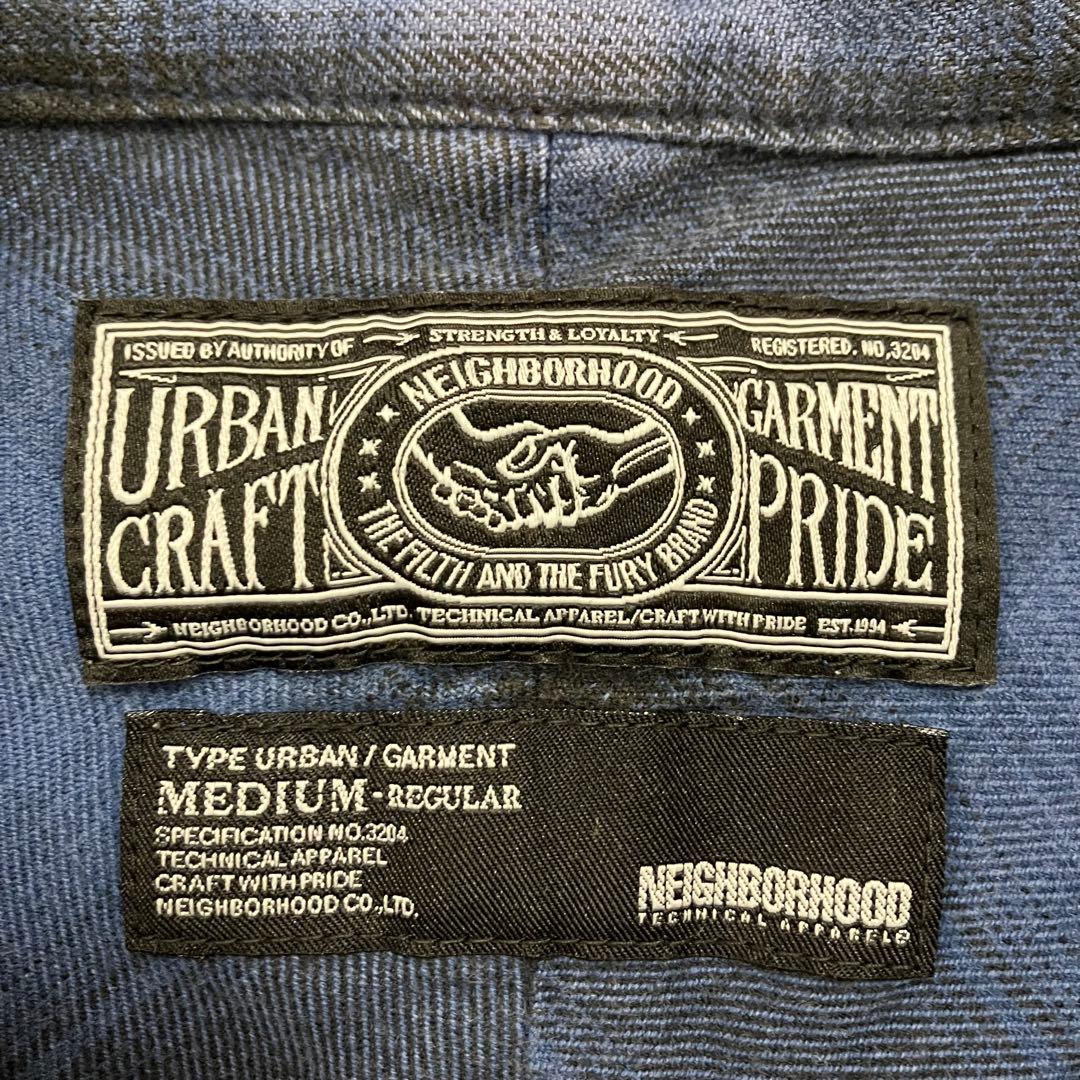 ISSUED BY AUTHORITY OF
STRENGTH & LOYALTY
REGISTERED. NO,3204
URBAN
CRAFT
NEIGHBORHOOD
THE FILTH AND THE FURY BRAND
GARMENT
PRIDE
NEIGHBORHOOD CO.,LTD. TECHNICAL APPAREL/CRAFT WITH PRIDE EST.1994
TYPE URBAN / GARMENT
MEDIUM-REGULAR
SPECIFICATION NO.3204
TECHNICAL APPAREL
CRAFT WITH PRIDE
NEIGHBORHOOD CO.,LTD.
NEIGHBORHOOD
TECHNICAL APPAREL®